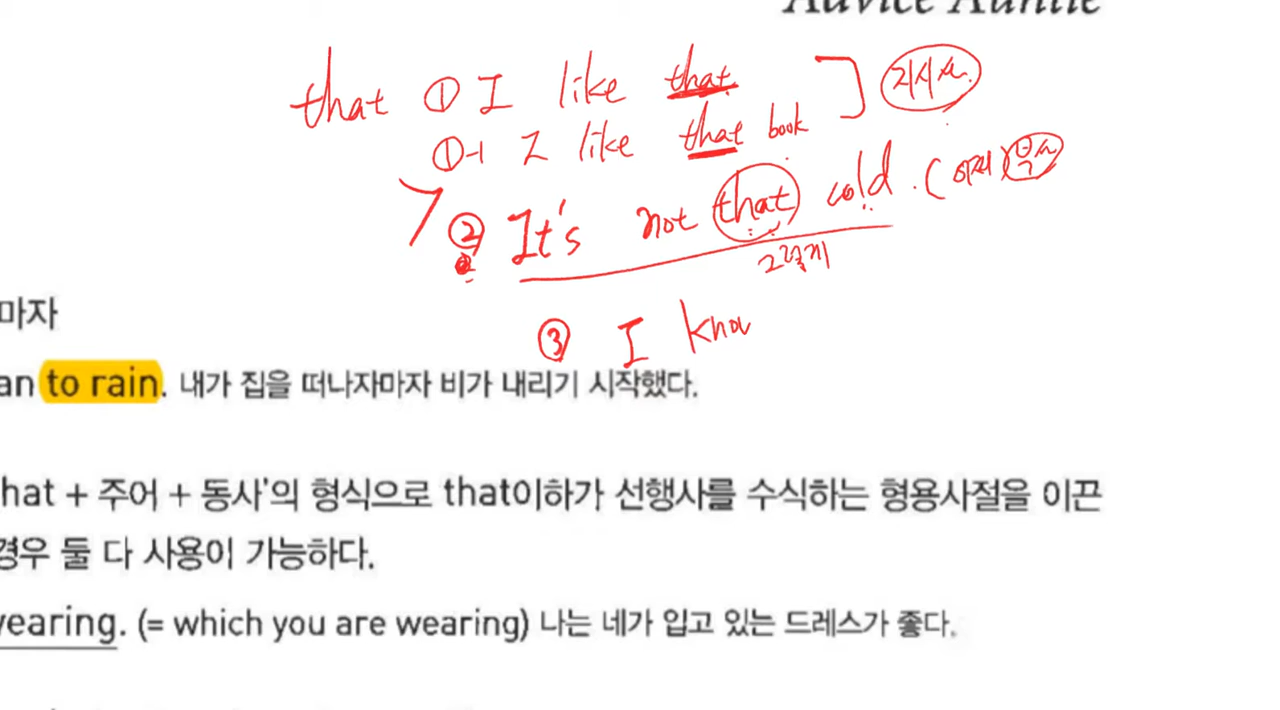 Advice Auntie
that ① I like that ] 지시사.
①-1 I like that book
② It's not that cold. ( 부사
그렇게
마자
③ I know
an to rain. 내가 집을 떠나자마자 비가 내리기 시작했다.
hat + 주어 + 동사'의 형식으로 that이하가 선행사를 수식하는 형용사절을 이끈
경우 둘 다 사용이 가능하다.
wearing. (= which you are wearing) 나는 네가 입고 있는 드레스가 좋다.